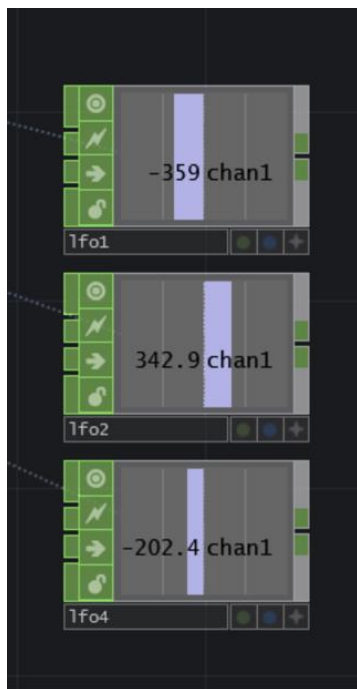 -359 chan1
lfo1
342.9 chan1
lfo2
-202.4 chan1
lfo4